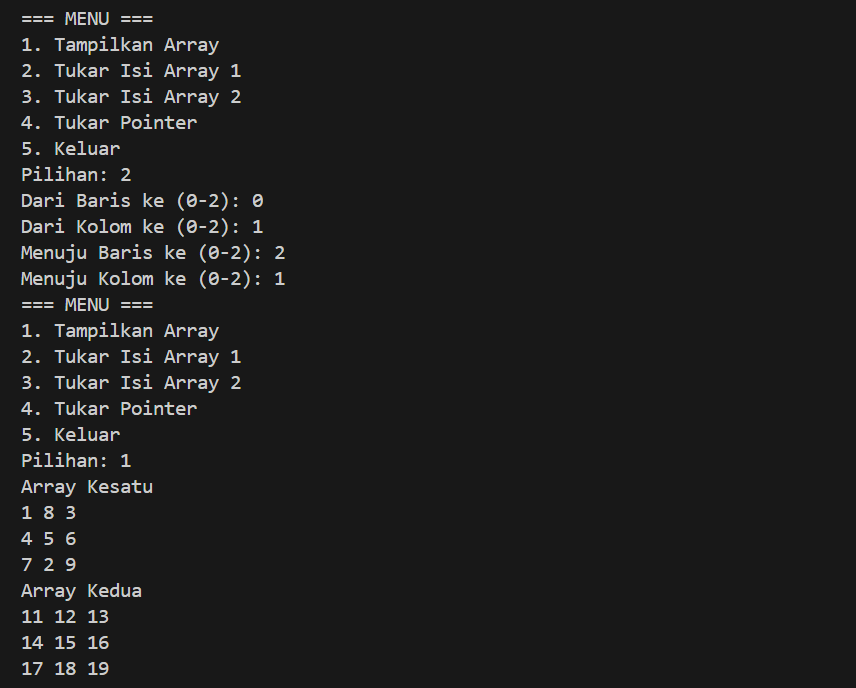 === MENU ===
1. Tampilkan Array
2. Tukar Isi Array 1
3. Tukar Isi Array 2
4. Tukar Pointer
5. Keluar
Pilihan: 2
Dari Baris ke (0-2): 0
Dari Kolom ke (0-2): 1
Menuju Baris ke (0-2): 2
Menuju Kolom ke (0-2): 1
=== MENU ===
1. Tampilkan Array
2. Tukar Isi Array 1
3. Tukar Isi Array 2
4. Tukar Pointer
5. Keluar
Pilihan: 1
Array Kesatu
1 8 3
4 5 6
7 2 9
Array Kedua
11 12 13
14 15 16
17 18 19